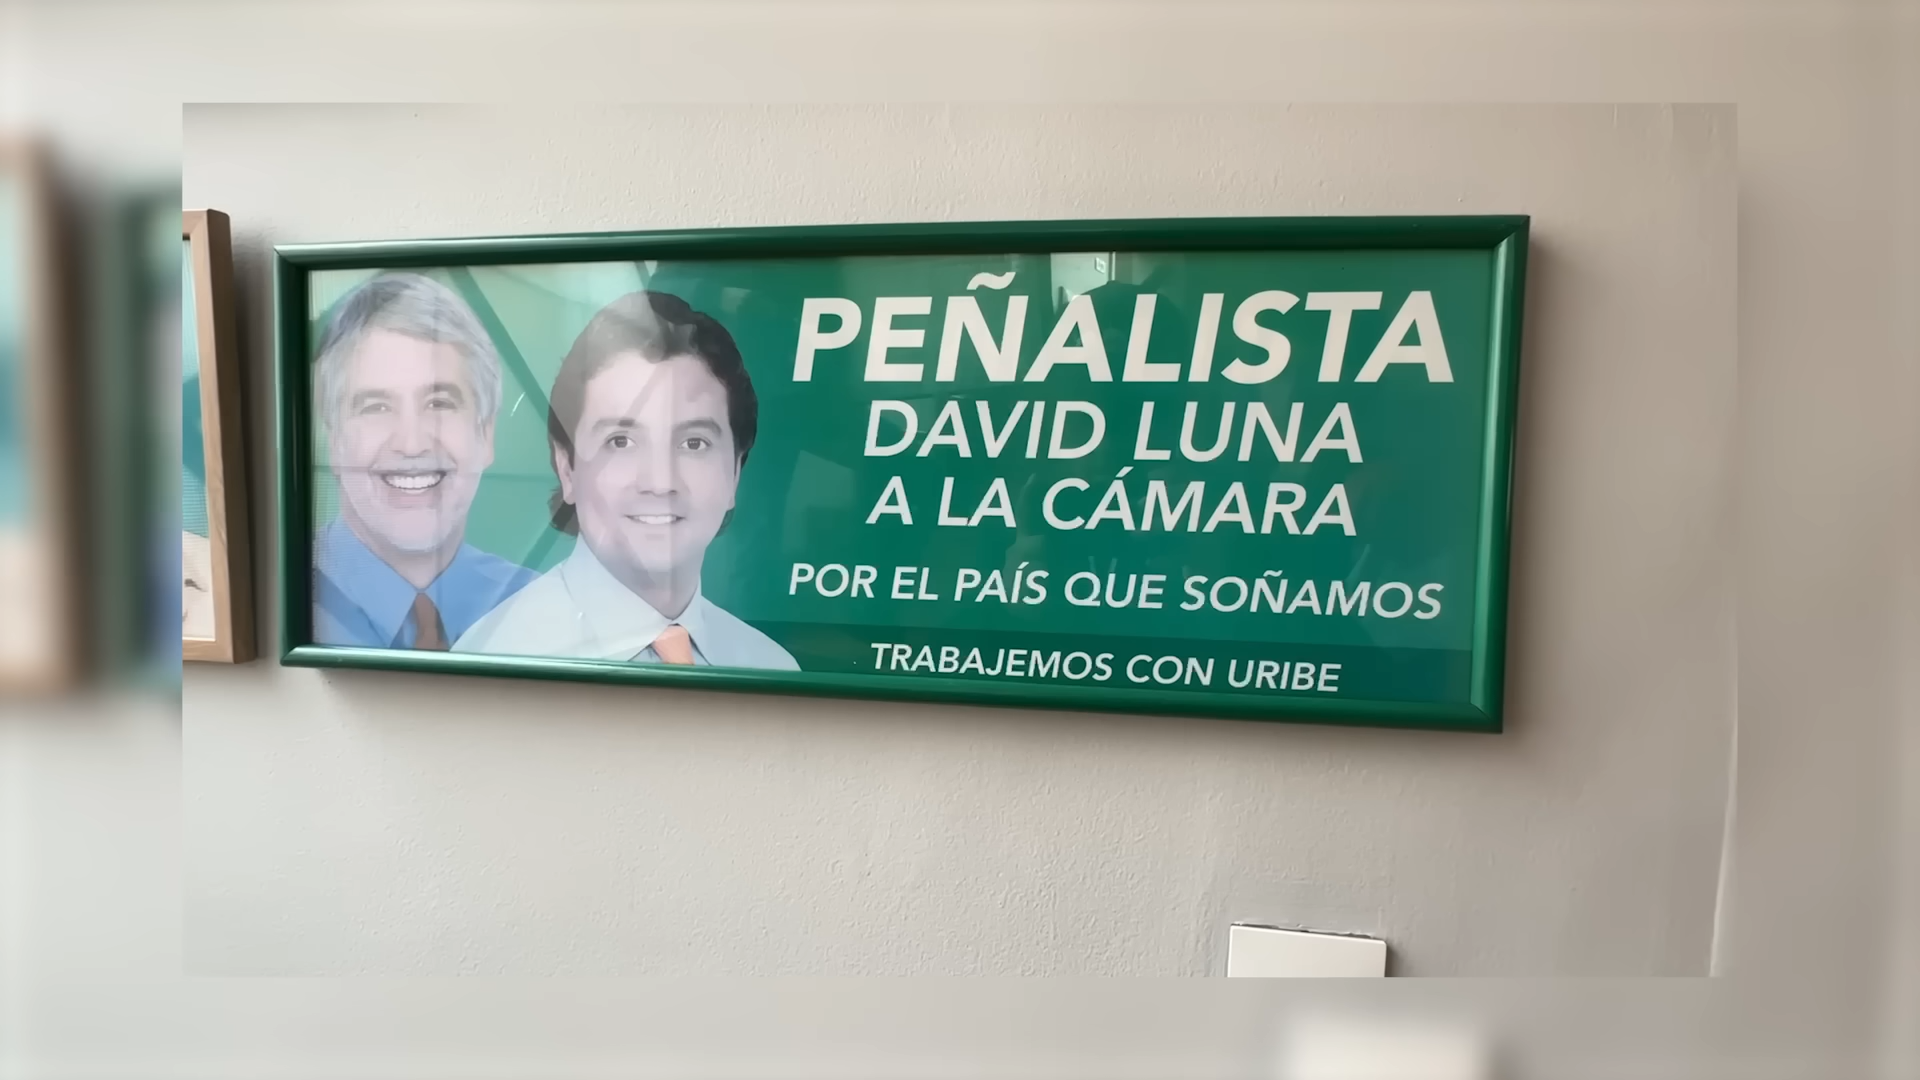 PEÑALISTA
DAVID LUNA
A LA CÁMARA
POR EL PAÍS QUE SOÑAMOS
TRABAJEMOS CON URIBE